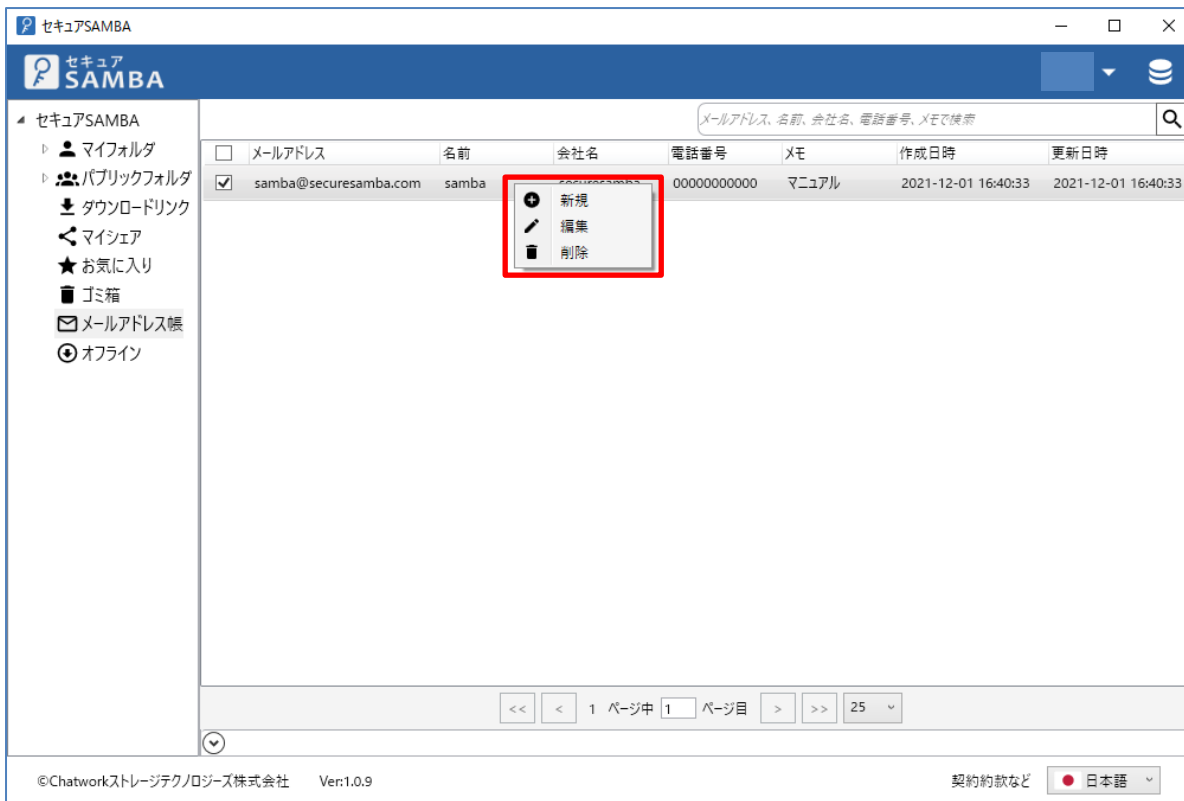 セキュアSAMBA
セキュア
SAMBA
セキュアSAMBA
マイフォルダ
パブリックフォルダ
ダウンロードリンク
マイシェア
お気に入り
ゴミ箱
メールアドレス帳
オフライン
メールアドレス、名前、会社名、電話番号、メモで検索
メールアドレス 名前 会社名 電話番号 メモ 作成日時 更新日時
samba@securesamba.com samba securesamba 00000000000 マニュアル 2021-12-01 16:40:33 2021-12-01 16:40:33
新規
編集
削除
<< < 1 ページ中 1 ページ目 > >> 25
©Chatworkストレージテクノロジーズ株式会社 Ver:1.0.9 契約約款など 日本語